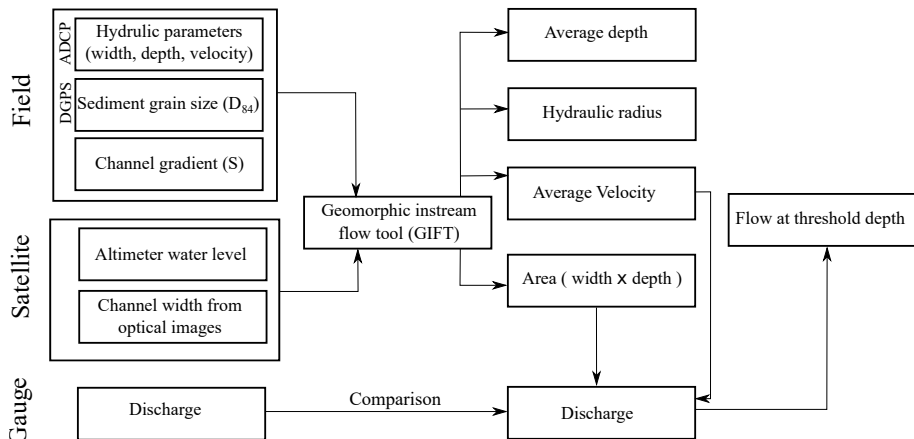 Field
ADCP
Hydrulic parameters
(width, depth, velocity)
DGPS
Sediment grain size (D₈₄)
Channel gradient (S)
Satellite
Altimeter water level
Channel width from
optical images
Gauge
Discharge
Geomorphic instream
flow tool (GIFT)
Comparison
Average depth
Hydraulic radius
Average Velocity
Area ( width x depth )
Discharge
Flow at threshold depth